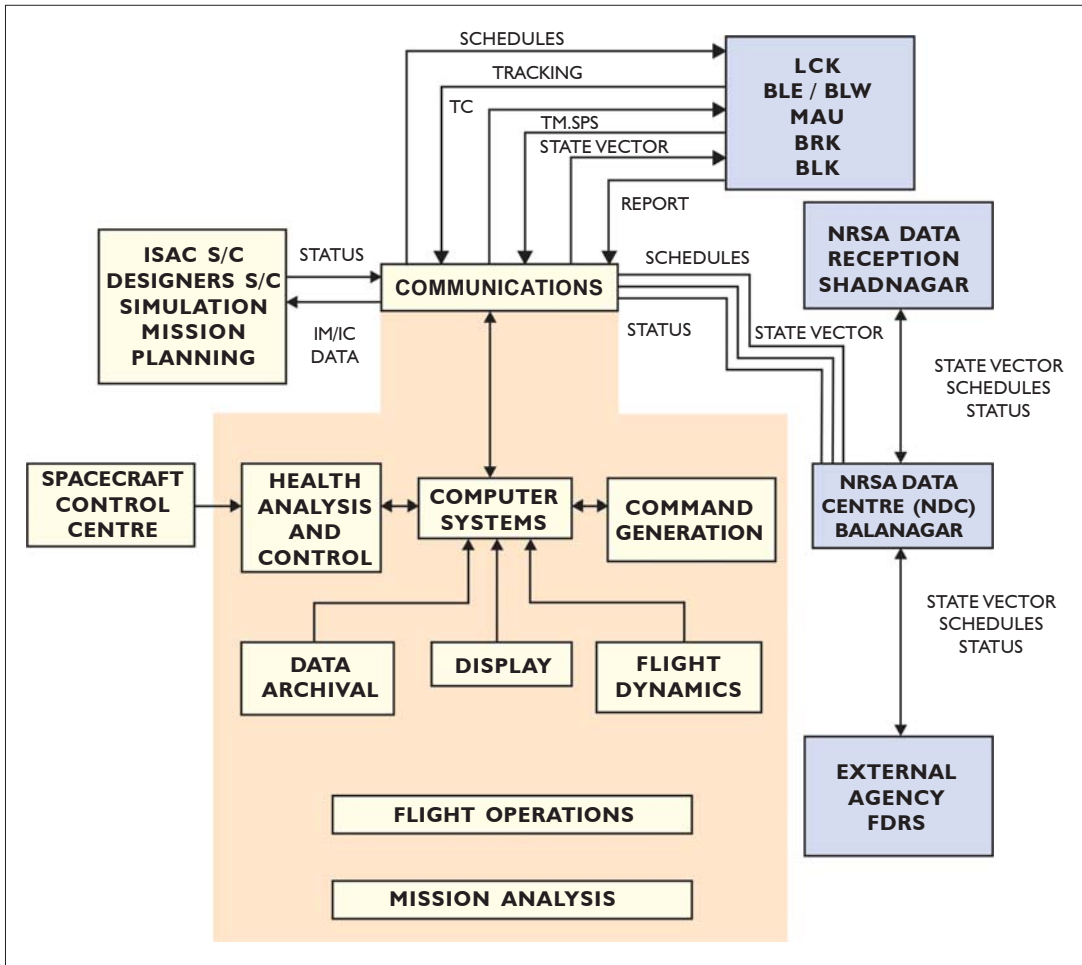 SCHEDULES
TRACKING
TC
TM.SPS
STATE VECTOR
REPORT
LCK
BLE / BLW
MAU
BRK
BLK
ISAC S/C
DESIGNERS S/C
SIMULATION
MISSION
PLANNING
STATUS
IM/IC
DATA
COMMUNICATIONS
SCHEDULES
STATUS
STATE VECTOR
NRSA DATA
RECEPTION
SHADNAGAR
STATE VECTOR
SCHEDULES
STATUS
SPACECRAFT
CONTROL
CENTRE
HEALTH
ANALYSIS
AND
CONTROL
COMPUTER
SYSTEMS
COMMAND
GENERATION
NRSA DATA
CENTRE (NDC)
BALANAGAR
STATE VECTOR
SCHEDULES
STATUS
DATA
ARCHIVAL
DISPLAY
FLIGHT
DYNAMICS
EXTERNAL
AGENCY
FDRS
FLIGHT OPERATIONS
MISSION ANALYSIS